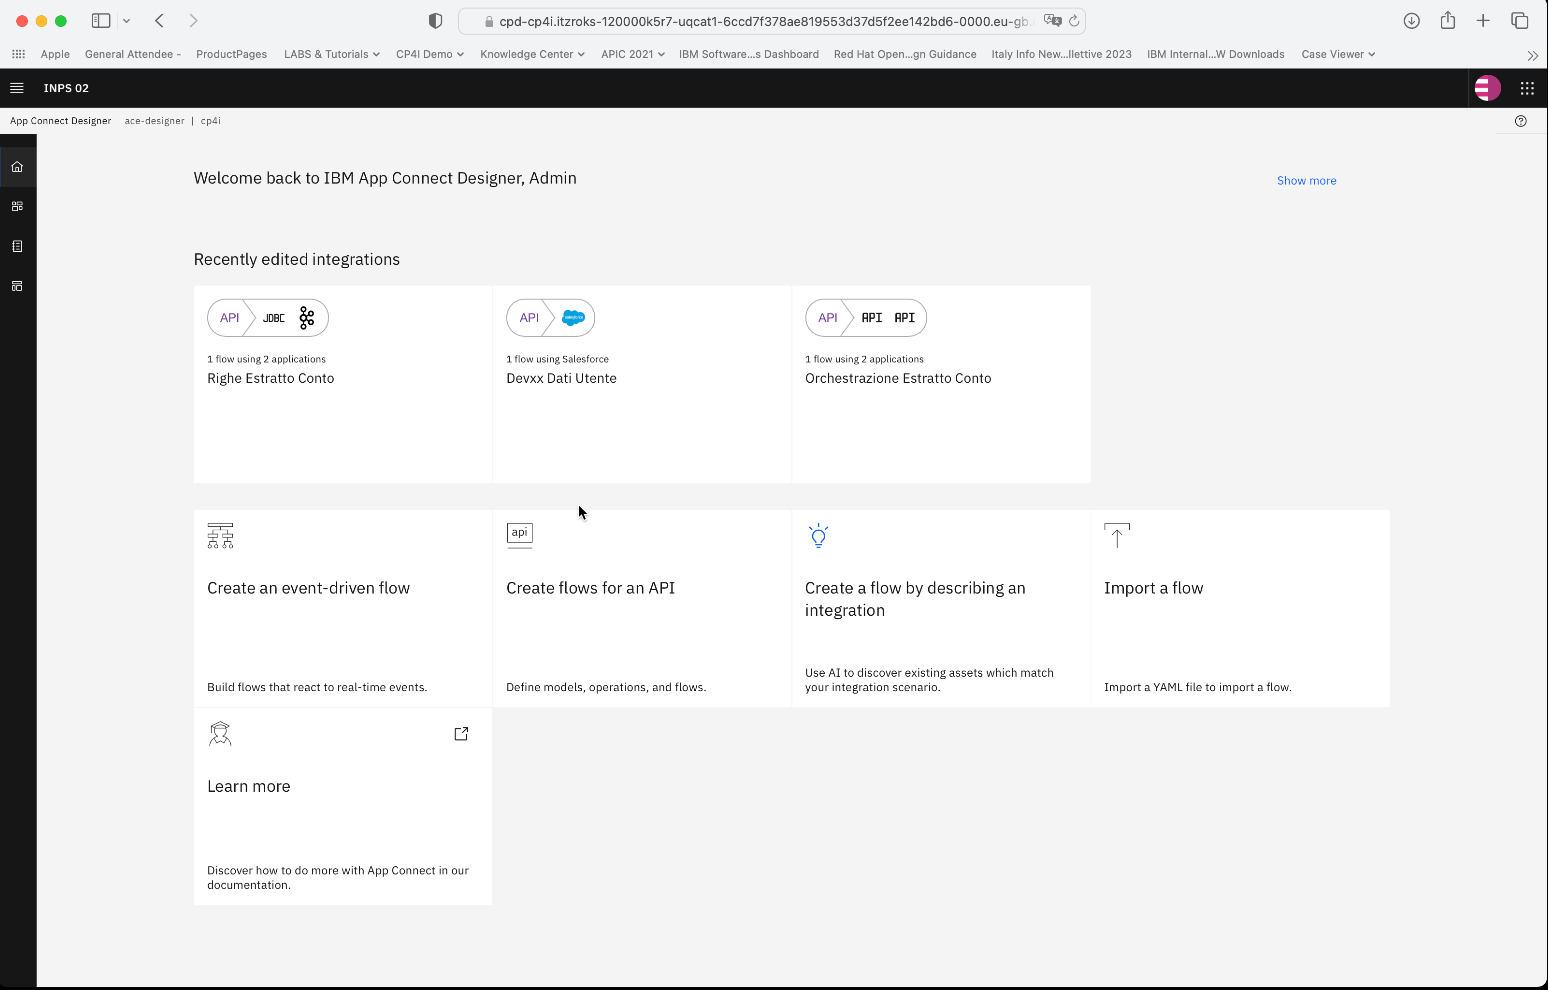 cpd-cp4i.itzroks-120000k5r7-uqcat1-6ccd7f378ae819553d37d5f2ee142bd6-0000.eu-gb.
Apple
General Attendee -
ProductPages
LABS & Tutorials
CP4I Demo
Knowledge Center
APIC 2021
IBM Software...s Dashboard
Red Hat Open...gn Guidance
Italy Info New...llettive 2023
IBM Internal...W Downloads
Case Viewer
INPS 02
App Connect Designer
ace-designer | cp4i
Welcome back to IBM App Connect Designer, Admin
Show more
Recently edited integrations
API JDBC
1 flow using 2 applications
Righe Estratto Conto
API salesforce
1 flow using Salesforce
Devxx Dati Utente
API API API
1 flow using 2 applications
Orchestrazione Estratto Conto
Create an event-driven flow
Build flows that react to real-time events.
api
Create flows for an API
Define models, operations, and flows.
Create a flow by describing an
integration
Use AI to discover existing assets which match
your integration scenario.
Import a flow
Import a YAML file to import a flow.
Learn more
Discover how to do more with App Connect in our
documentation.